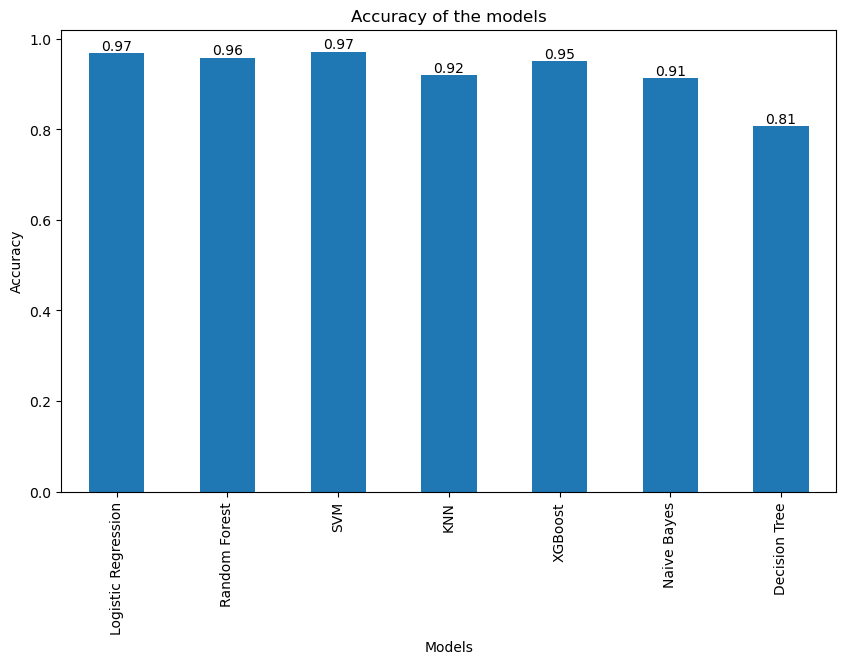 Accuracy of the models
1.0
0.8
0.6
0.4
0.2
0.0
Accuracy
0.97
0.96
0.97
0.92
0.95
0.91
0.81
Logistic Regression
Random Forest
SVM
KNN
XGBoost
Naive Bayes
Decision Tree
Models